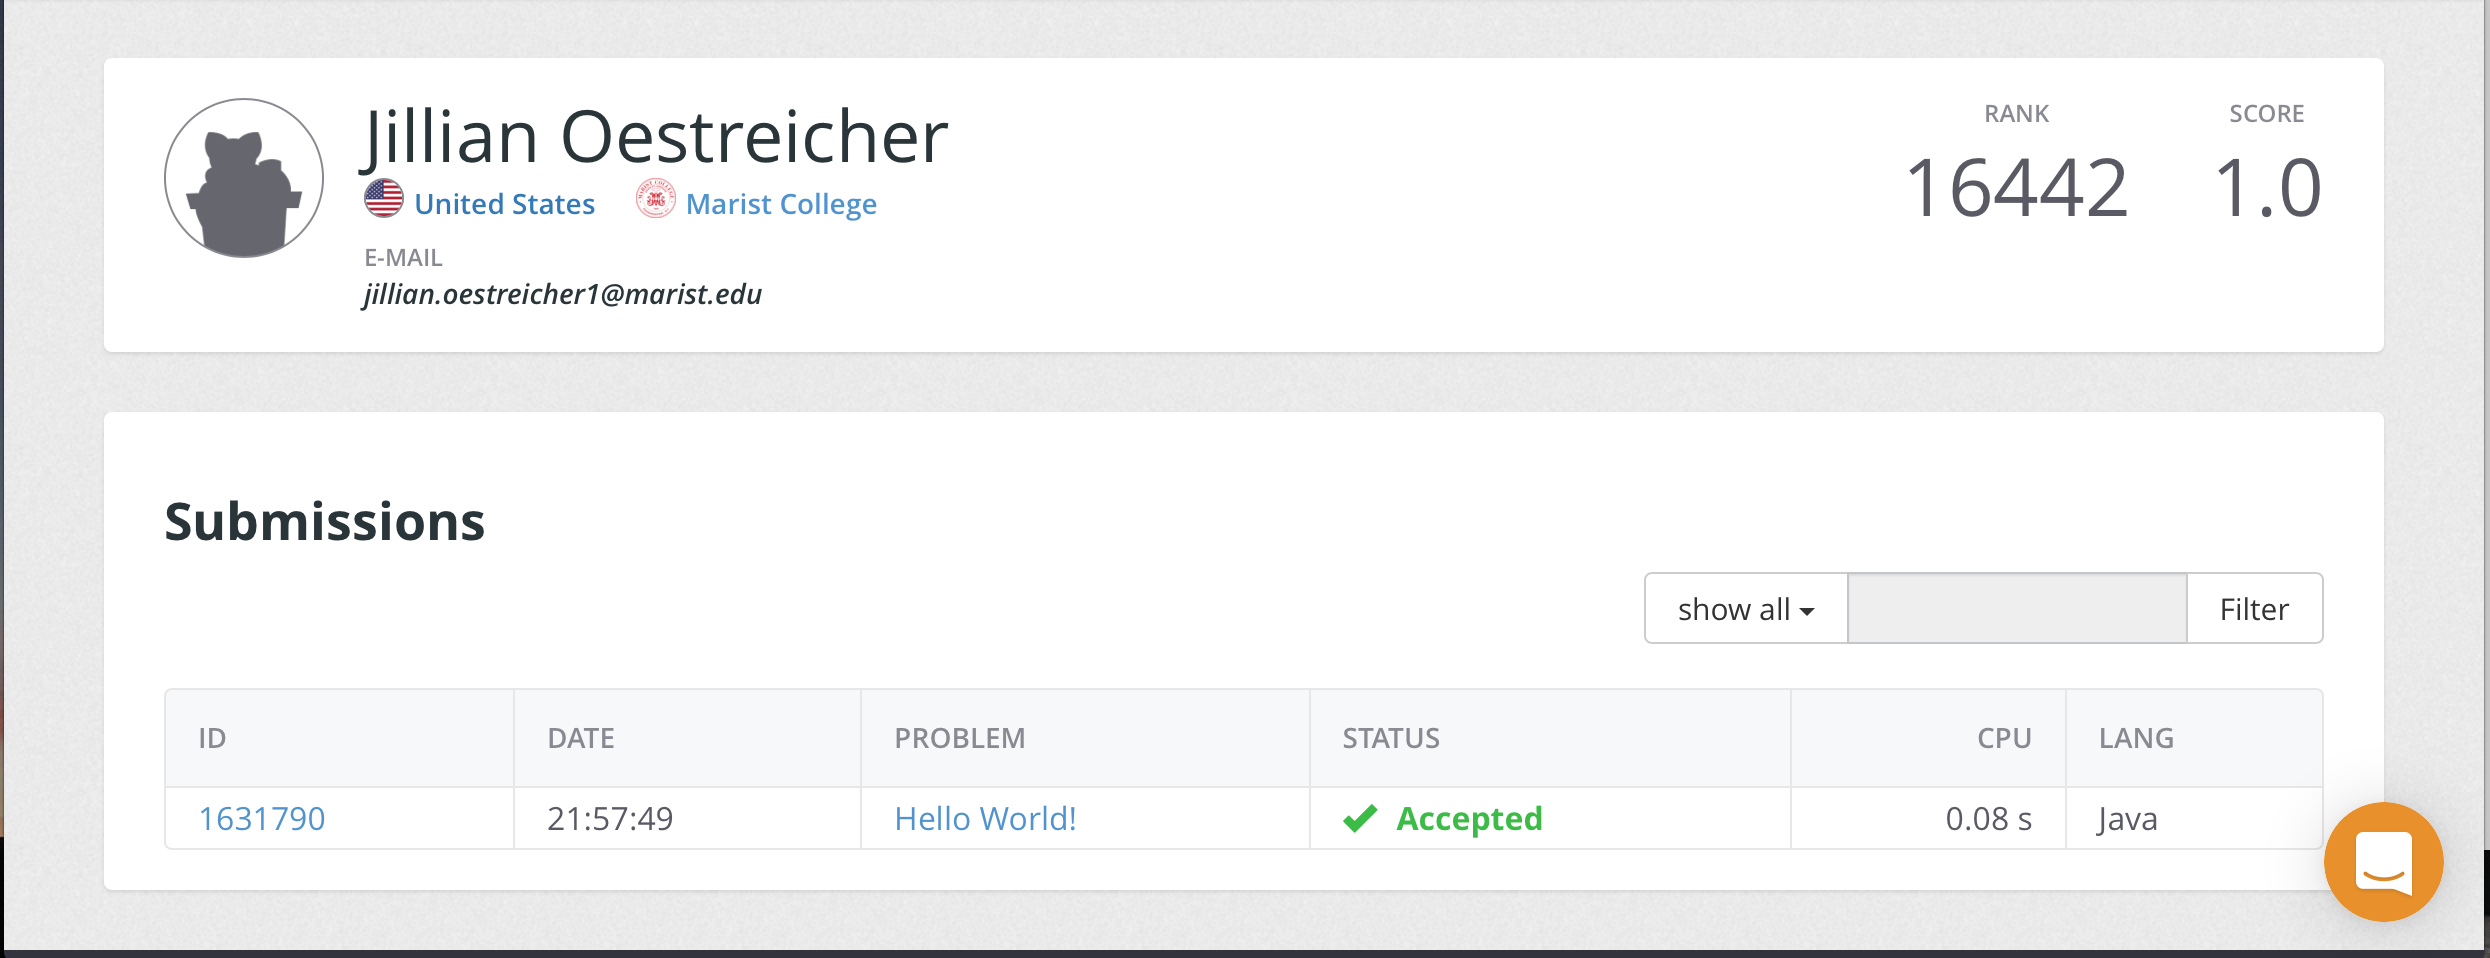 Jillian Oestreicher
United States Marist College
E-MAIL
jillian.oestreicher1@marist.edu
RANK SCORE
16442 1.0
Submissions
show all Filter
ID DATE PROBLEM STATUS CPU LANG
1631790 21:57:49 Hello World! Accepted 0.08 s Java